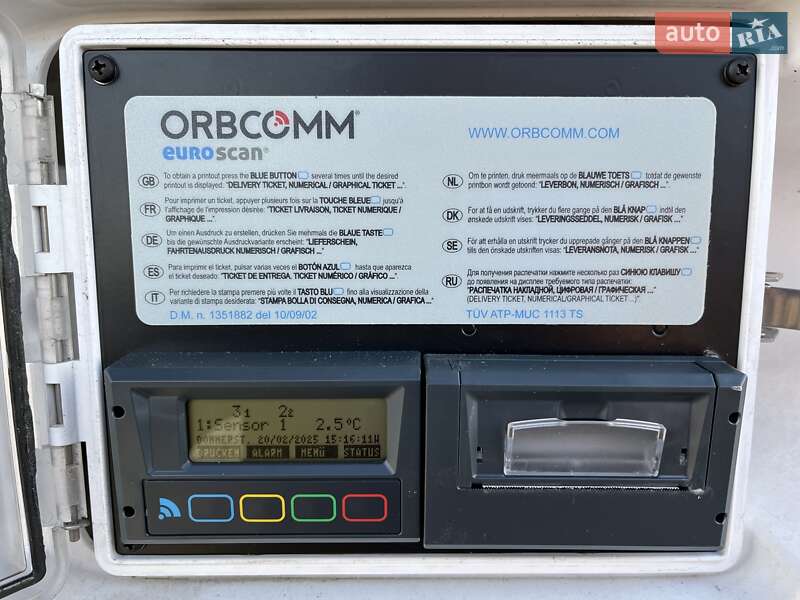 auto RIA.com
ORBCOMM®
euroscan®
WWW.ORBCOMM.COM
GB To obtain a printout press the BLUE BUTTON several times until the desired
printout is displayed: "DELIVERY TICKET, NUMERICAL / GRAPHICAL TICKET ...".
FR Pour imprimer un ticket, appuyer plusieurs fois sur la TOUCHE BLEUE jusqu'à
l'affichage de l'impression désirée: "TICKET LIVRAISON, TICKET NUMERIQUE /
GRAPHIQUE ...".
DE Um einen Ausdruck zu erstellen, drücken Sie mehrmals die BLAUE TASTE
bis die gewünschte Ausdruckvariante erscheint: "LIEFERSCHEIN,
FAHRTENAUSDRUCK NUMERISCH / GRAFISCH ...".
ES Para imprimir el ticket, pulsar varias veces el BOTÓN AZUL hasta que aparezca
el ticket deseado: "TICKET DE ENTREGA, TICKET NUMÉRICO / GRÁFICO ...".
IT Per richiedere la stampa premere più volte il TASTO BLU fino alla visualizzazione della
variante di stampa desiderata: "STAMPA BOLLA DI CONSEGNA, NUMERICA / GRAFICA ...".
D.M. n. 1351882 del 10/09/02
NL Om te printen, druk meermaals op de BLAUWE TOETS totdat de gewenste
printbon wordt getoond: "LEVERBON, NUMERISCH / GRAFISCH ...".
DK For at få en udskrift, trykker du flere gange på den BLÅ KNAP indtil den
ønskede udskrift vises: "LEVERINGSSEDDEL, NUMERISK / GRAFISK ...".
SE För att erhålla en utskrift trycker du upprepade gånger på den BLÅ KNAPPEN
tills den önskade utskriften visas: "LEVERANSNOTA, NUMERISK / GRAFISK ...".
RU Для получения распечатки нажмите несколько раз СИНЮЮ КЛАВИШУ
до появления на дисплее требуемого типа распечатки:
"РАСПЕЧАТКА НАКЛАДНОЙ, ЦИФРОВАЯ / ГРАФИЧЕСКАЯ ..."
(DELIVERY TICKET, NUMERICAL/GRAPHICAL TICKET ...)"
TÜV ATP-MUC 1113 TS
31 22
1:Sensor 1 2.5°C
DONNERST. 20/02/2025 15:16:11W
DRUCKEN ALARM MENÜ STATUS